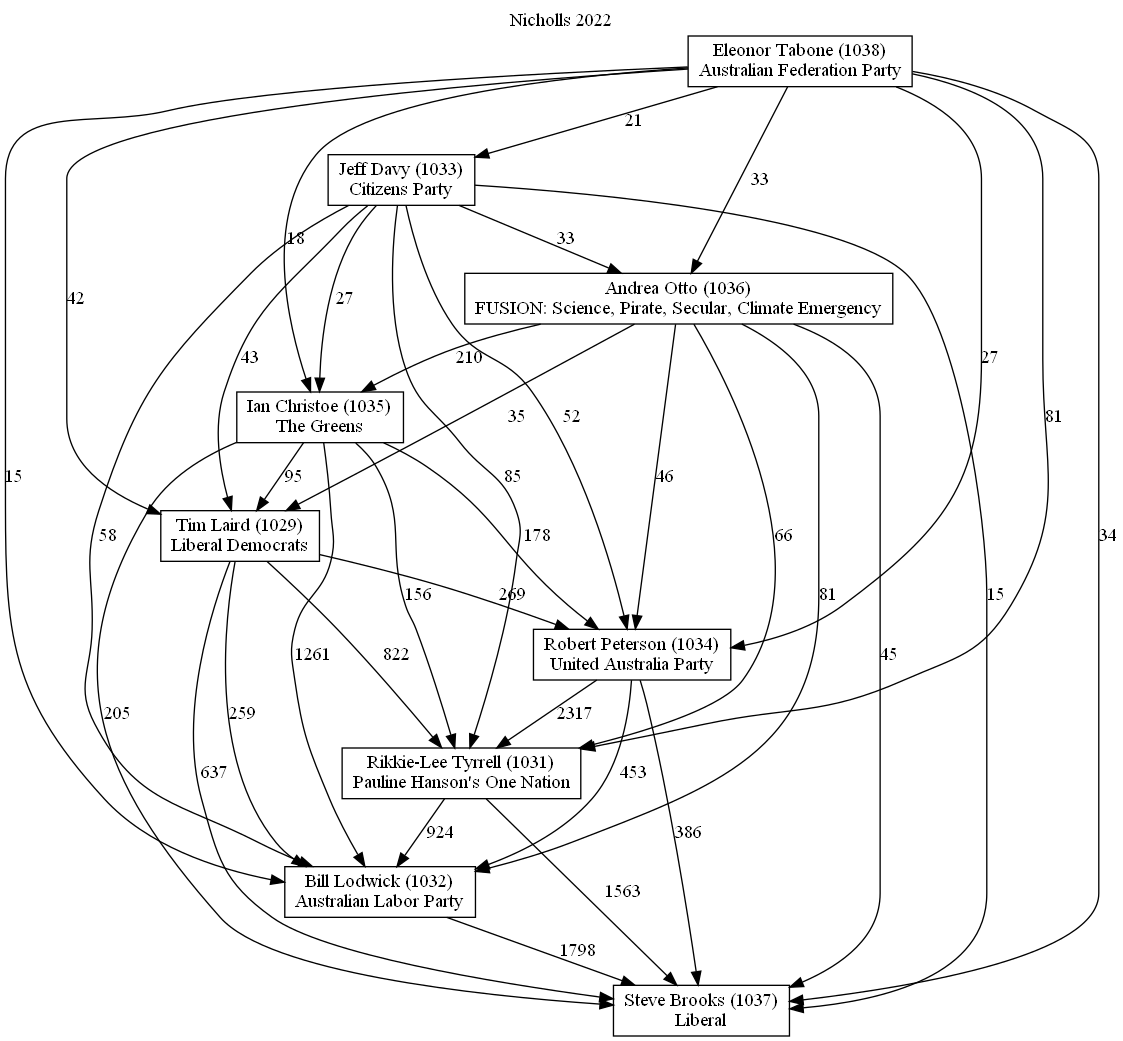 Nicholls 2022
Eleonor Tabone (1038)
Australian Federation Party
21
Jeff Davy (1033)
Citizens Party
33
18
33
Andrea Otto (1036)
FUSION: Science, Pirate, Secular, Climate Emergency
42
27
43
210
27
Ian Christoe (1035)
The Greens
35
52
81
15
95
85
46
Tim Laird (1029)
Liberal Democrats
58
178
66
34
269
156
81
15
Robert Peterson (1034)
United Australia Party
1261
822
45
205
259
2317
Rikkie-Lee Tyrrell (1031)
Pauline Hanson's One Nation
637
453
924
386
Bill Lodwick (1032)
Australian Labor Party
1563
1798
Steve Brooks (1037)
Liberal